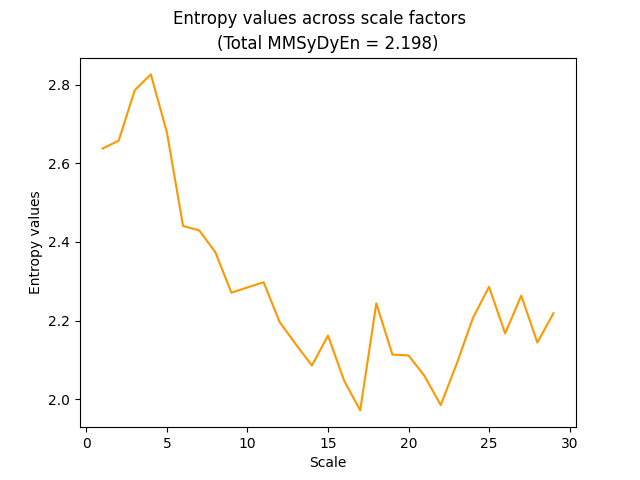 Entropy values across scale factors
(Total MMSyDyEn = 2.198)
2.8
2.6
2.4
2.2
2.0
Entropy values
0 5 10 15 20 25 30
Scale